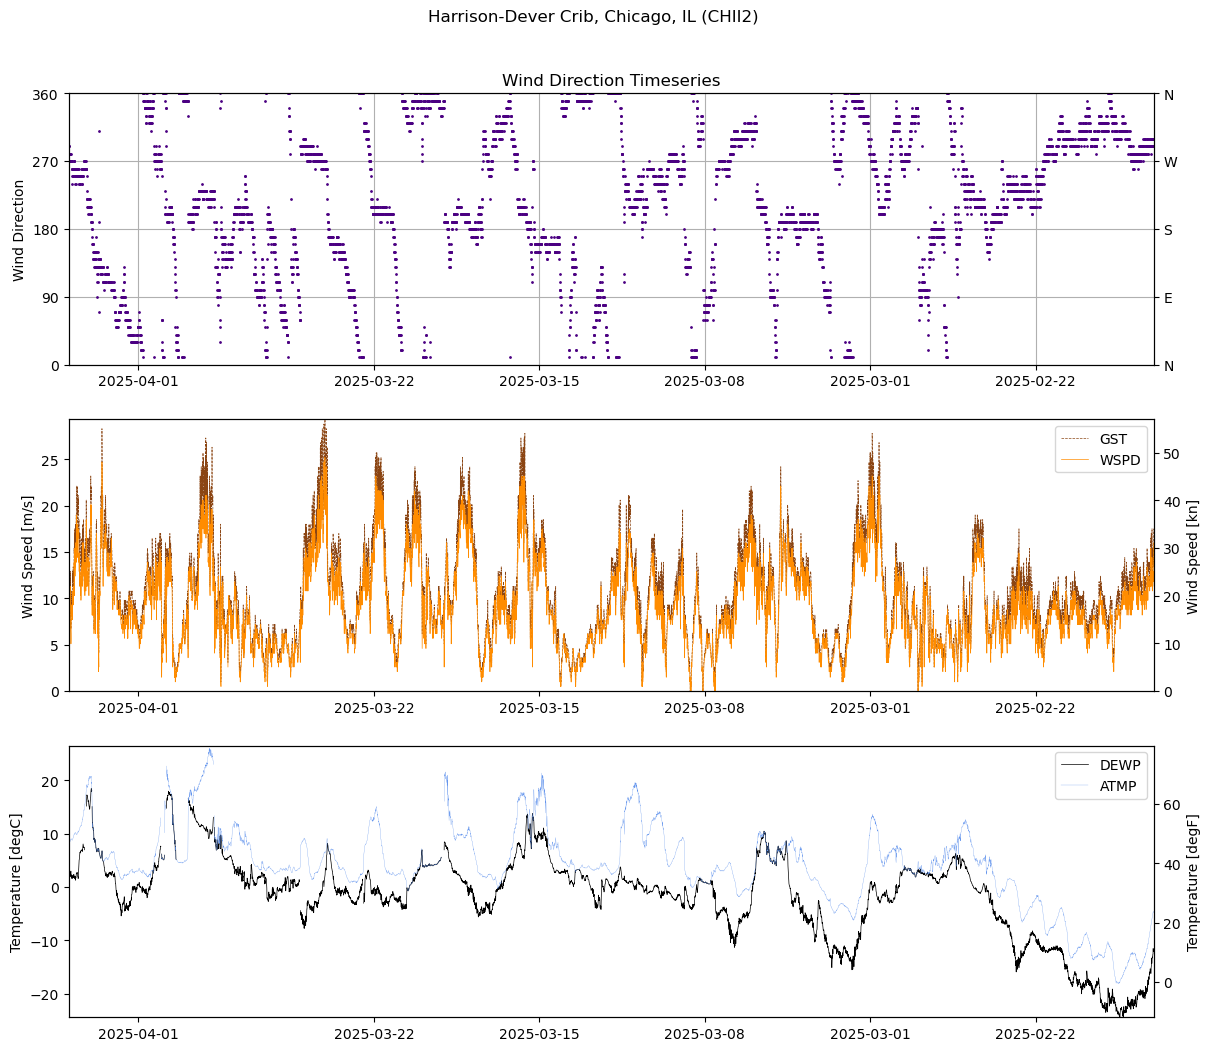 Harrison-Dever Crib, Chicago, IL (CHII2)
Wind Direction Timeseries
Wind Direction
360
270
180
90
0
N
W
S
E
N
2025-04-01
2025-03-22
2025-03-15
2025-03-08
2025-03-01
2025-02-22
Wind Speed [m/s]
25
20
15
10
5
0
GST
WSPD
50
40
30
20
10
0
Wind Speed [kn]
2025-04-01
2025-03-22
2025-03-15
2025-03-08
2025-03-01
2025-02-22
Temperature [degC]
20
10
0
−10
−20
DEWP
ATMP
60
40
20
0
Temperature [degF]
2025-04-01
2025-03-22
2025-03-15
2025-03-08
2025-03-01
2025-02-22